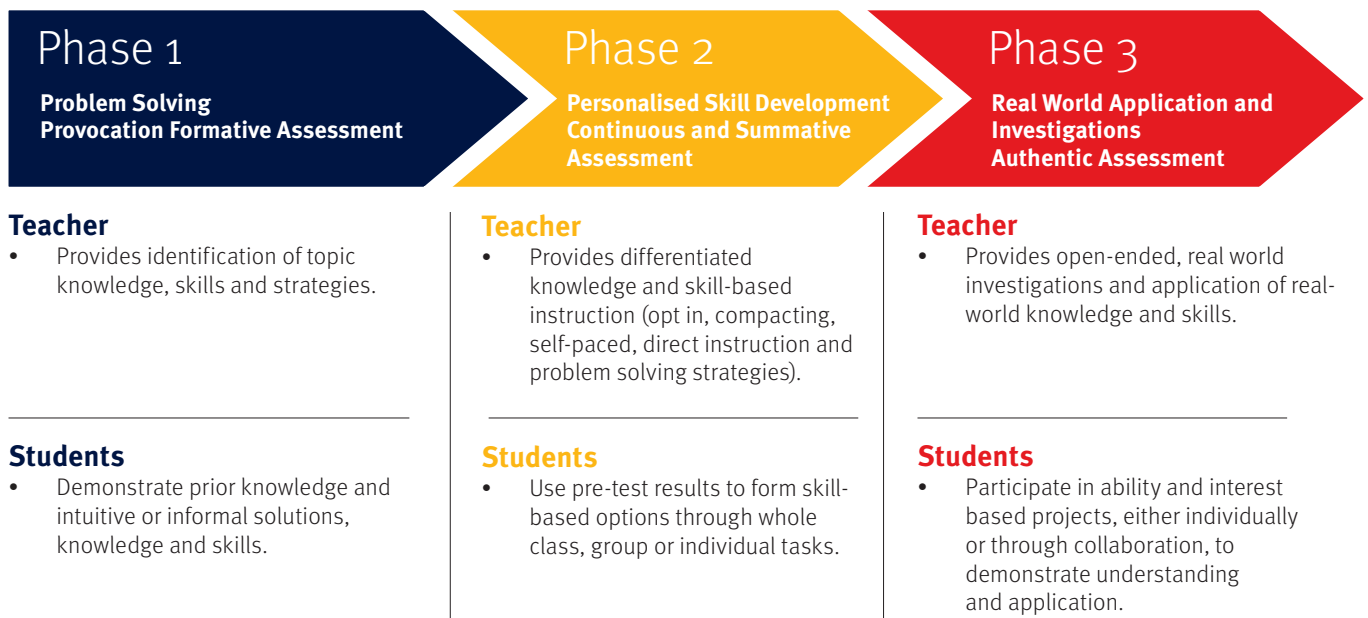 Phase 1
Problem Solving
Provocation Formative Assessment
Phase 2
Personalised Skill Development
Continuous and Summative
Assessment
Phase 3
Real World Application and
Investigations
Authentic Assessment
Teacher
• Provides identification of topic
knowledge, skills and strategies.
Teacher
• Provides differentiated
knowledge and skill-based
instruction (opt in, compacting,
self-paced, direct instruction and
problem solving strategies).
Teacher
• Provides open-ended, real world
investigations and application of real-
world knowledge and skills.
Students
• Demonstrate prior knowledge and
intuitive or informal solutions,
knowledge and skills.
Students
• Use pre-test results to form skill-
based options through whole
class, group or individual tasks.
Students
• Participate in ability and interest
based projects, either individually
or through collaboration, to
demonstrate understanding
and application.